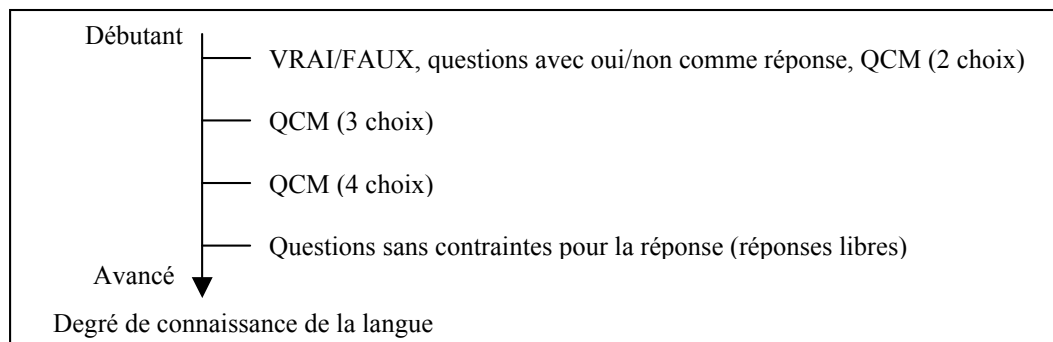 Débutant
VRAI/FAUX, questions avec oui/non comme réponse, QCM (2 choix)
QCM (3 choix)
QCM (4 choix)
Questions sans contraintes pour la réponse (réponses libres)
Avancé
Degré de connaissance de la langue